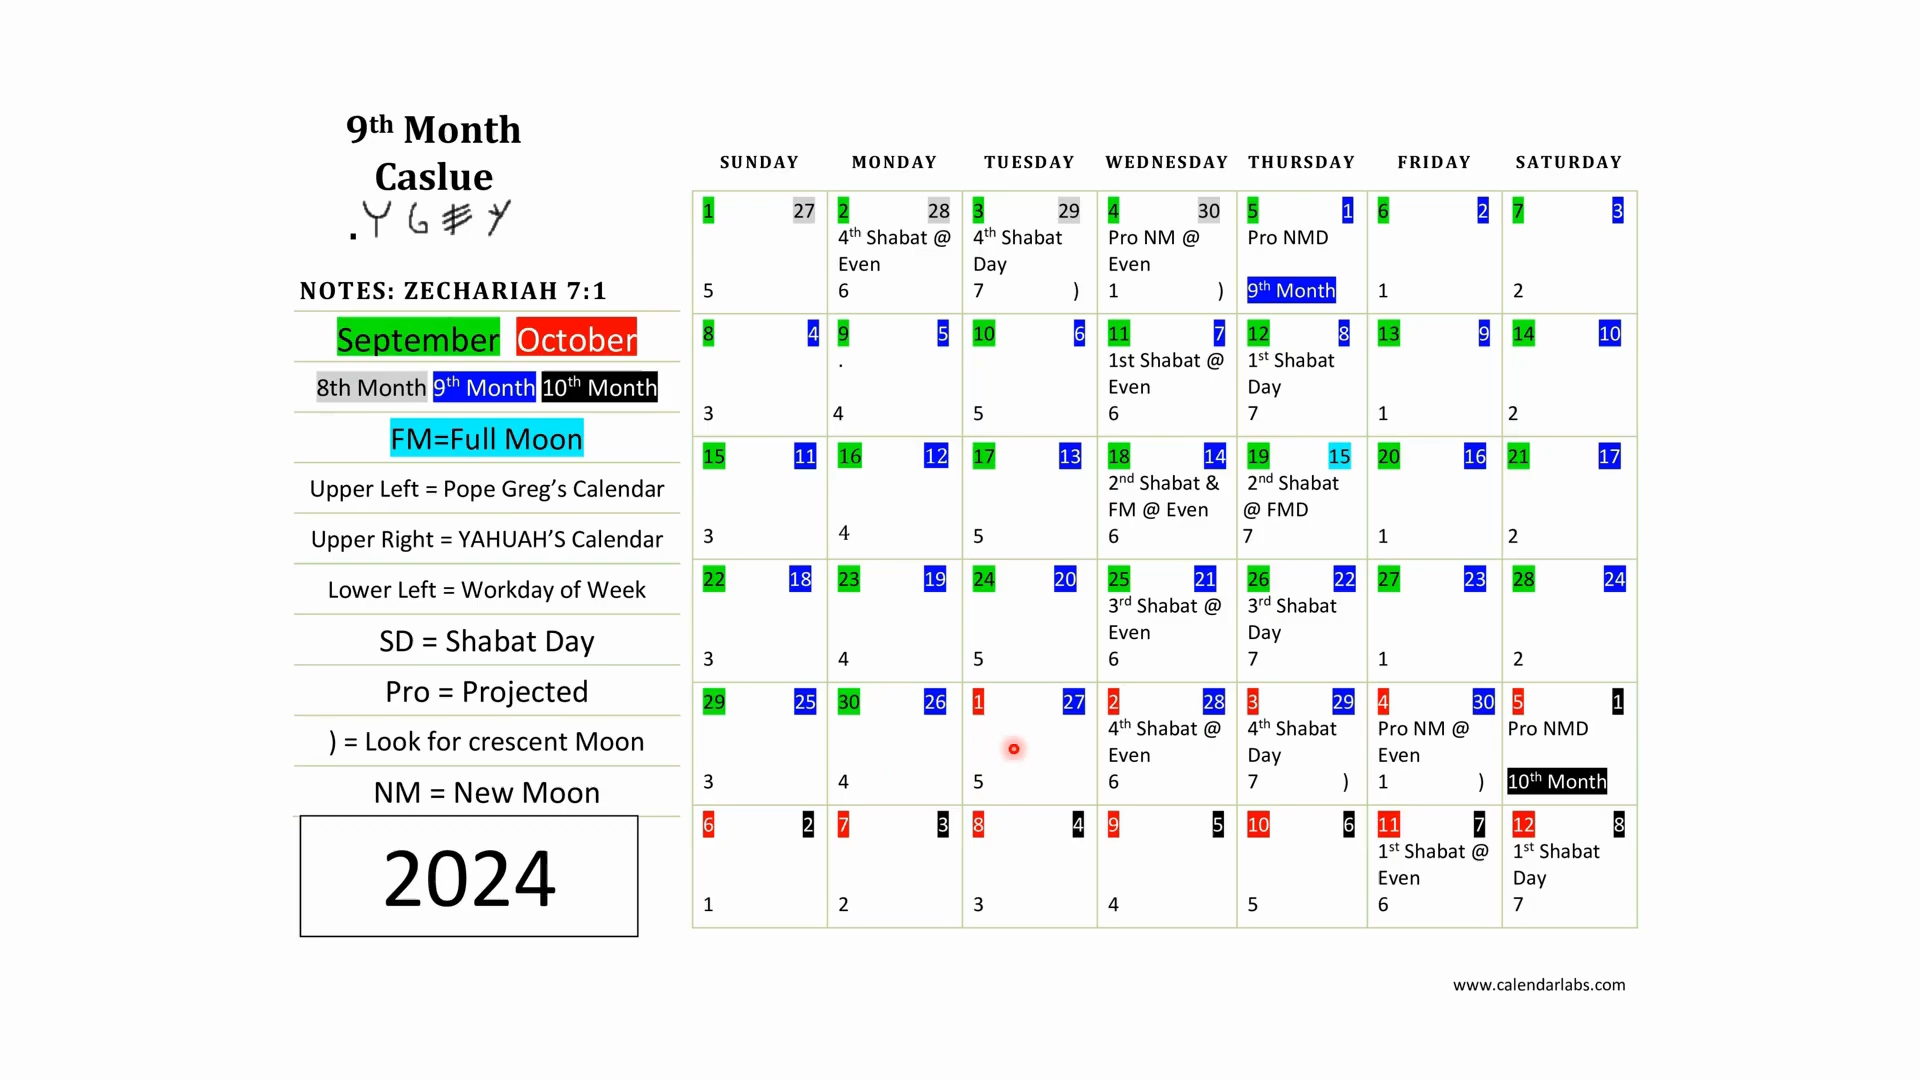 9th Month
Caslue
NOTES: ZECHARIAH 7:1
September October
8th Month 9th Month 10th Month
FM=Full Moon
Upper Left = Pope Greg’s Calendar
Upper Right = YAHUAH’S Calendar
Lower Left = Workday of Week
SD = Shabat Day
Pro = Projected
) = Look for crescent Moon
NM = New Moon
2024
SUNDAY MONDAY TUESDAY WEDNESDAY THURSDAY FRIDAY SATURDAY
1 27
5
2 28
4th Shabat @
Even
6
3 29
4th Shabat
Day
7 )
4 30
Pro NM @
Even
1 )
5 1
Pro NMD
9th Month
6 2
1
7 3
2
8 4
3
9 5
.
4
10 6
5
11 7
1st Shabat @
Even
6
12 8
1st Shabat
Day
7
13 9
1
14 10
2
15 11
3
16 12
4
17 13
5
18 14
2nd Shabat &
FM @ Even
6
19 15
2nd Shabat
@ FMD
7
20 16
1
21 17
2
22 18
3
23 19
4
24 20
5
25 21
3rd Shabat @
Even
6
26 22
3rd Shabat
Day
7
27 23
1
28 24
2
29 25
3
30 26
4
1 27
5
2 28
4th Shabat @
Even
6
3 29
4th Shabat
Day
7 )
4 30
Pro NM @
Even
1 )
5 1
Pro NMD
10th Month
6 2
1
7 3
2
8 4
3
9 5
4
10 6
5
11 7
1st Shabat @
Even
6
12 8
1st Shabat
Day
7
www.calendarlabs.com